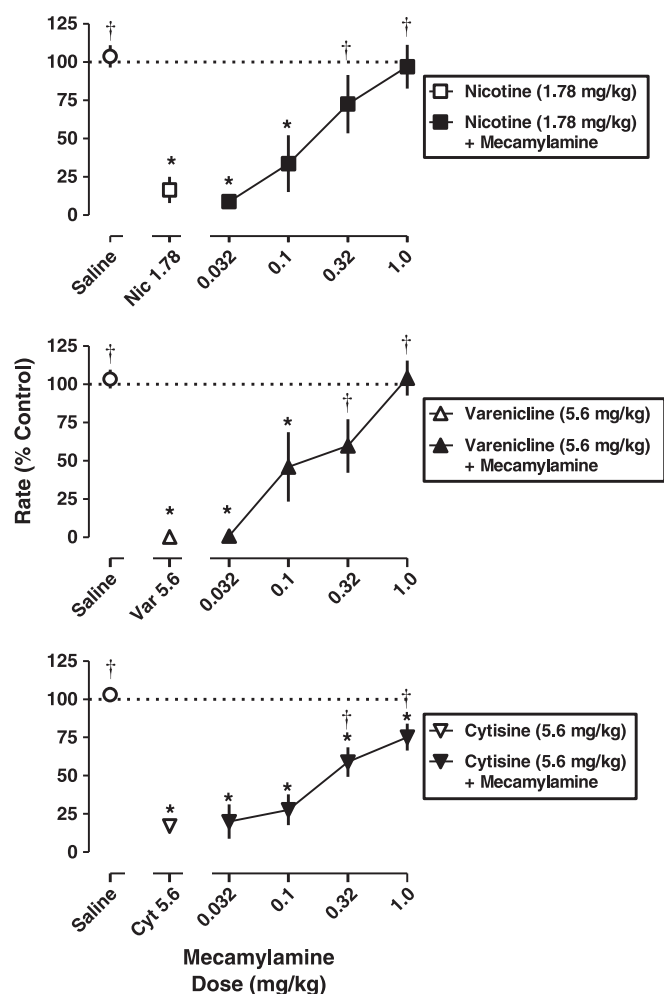 †
†
†
125
100
75
50
25
0
*
*
*
Saline
Nic 1.78
0.032
0.1
0.32
1.0
Nicotine (1.78 mg/kg)
Nicotine (1.78 mg/kg)
+ Mecamylamine
Rate (% Control)
†
†
†
125
100
75
50
25
0
*
*
*
Saline
Var 5.6
0.032
0.1
0.32
1.0
Varenicline (5.6 mg/kg)
Varenicline (5.6 mg/kg)
+ Mecamylamine
†
†
†
125
100
75
50
25
0
*
*
*
*
*
Saline
Cyt 5.6
0.032
0.1
0.32
1.0
Cytisine (5.6 mg/kg)
Cytisine (5.6 mg/kg)
+ Mecamylamine
Mecamylamine
Dose (mg/kg)